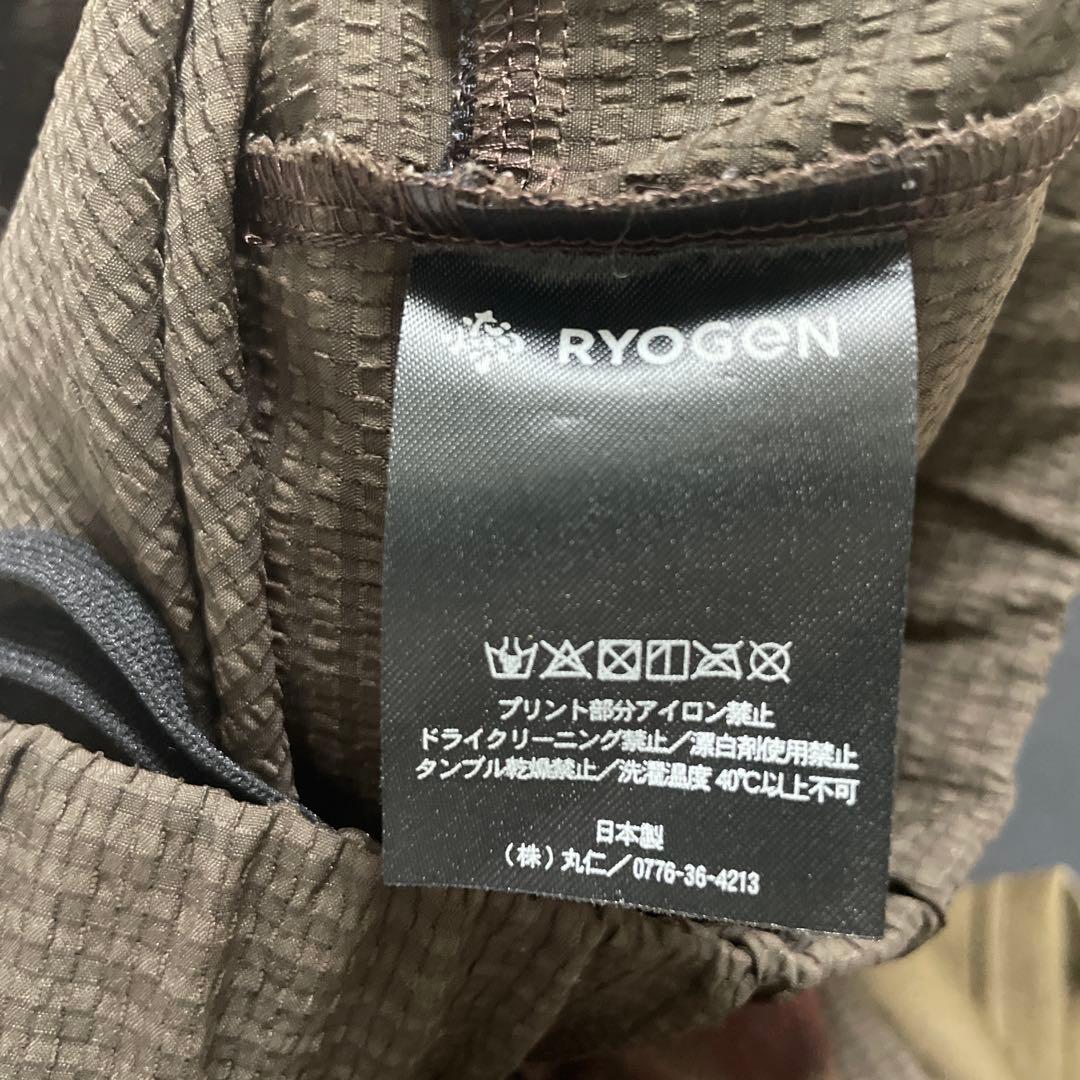 RYOGeN
プリント部分アイロン禁止
ドライクリーニング禁止／漂白剤使用禁止
タンブル乾燥禁止／洗濯温度 40℃以上不可
日本製
（株）丸仁／0776-36-4213